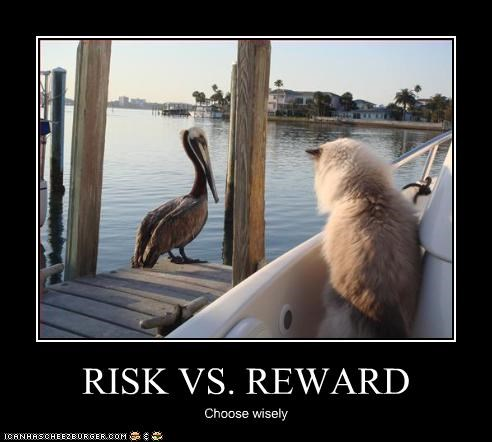 RISK VS. REWARD
Choose wisely
ICANHASCHEEZBURGER.COM